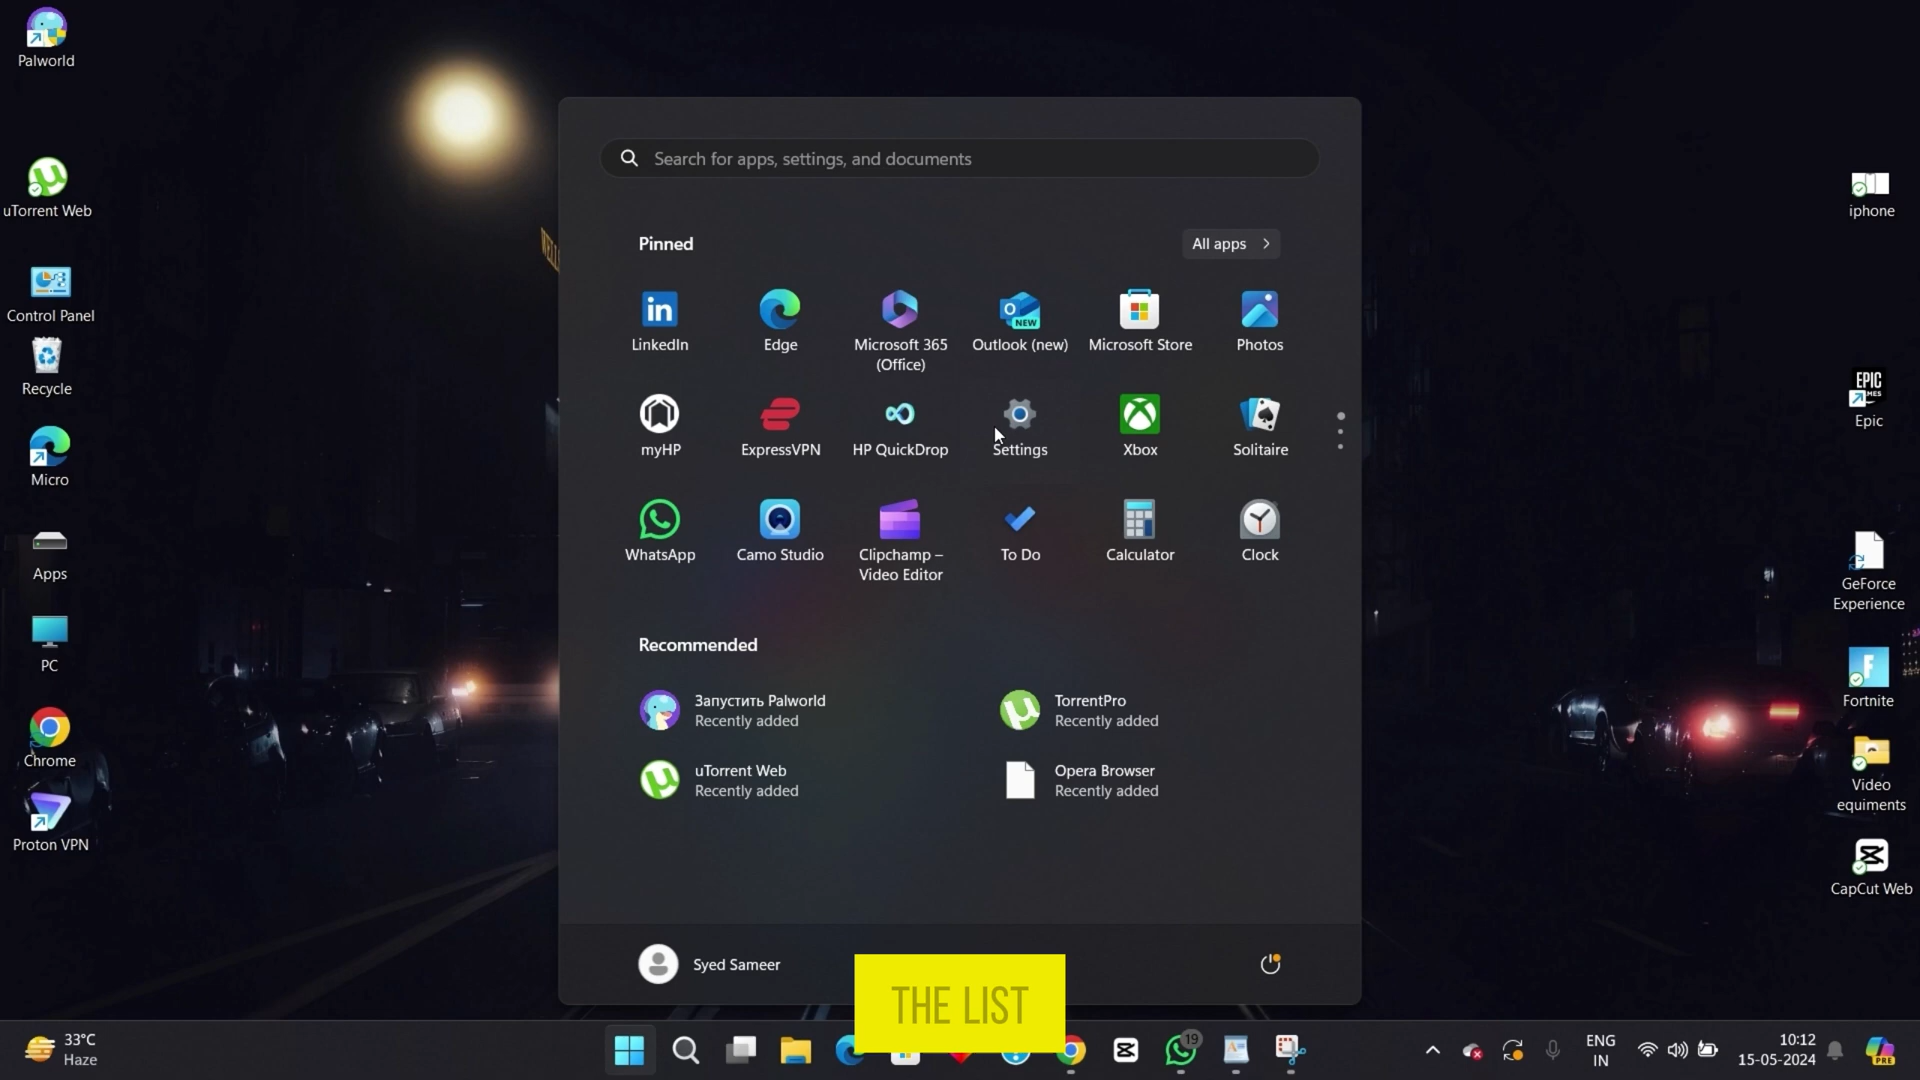 Palworld
uTorrent Web
Control Panel
Recycle
Micro
Apps
PC
Chrome
Proton VPN
Search for apps, settings, and documents
Pinned
All apps
LinkedIn
Edge
Microsoft 365
(Office)
Outlook (new)
Microsoft Store
Photos
myHP
ExpressVPN
HP QuickDrop
Settings
Xbox
Solitaire
WhatsApp
Camo Studio
Clipchamp –
Video Editor
To Do
Calculator
Clock
Recommended
Запустить Palworld
Recently added
TorrentPro
Recently added
uTorrent Web
Recently added
Opera Browser
Recently added
Syed Sameer
THE LIST
iphone
Epic
GeForce
Experience
Fortnite
Video
equiments
CapCut Web
33°C
Haze
19
ENG
IN
10:12
15-05-2024
PRE